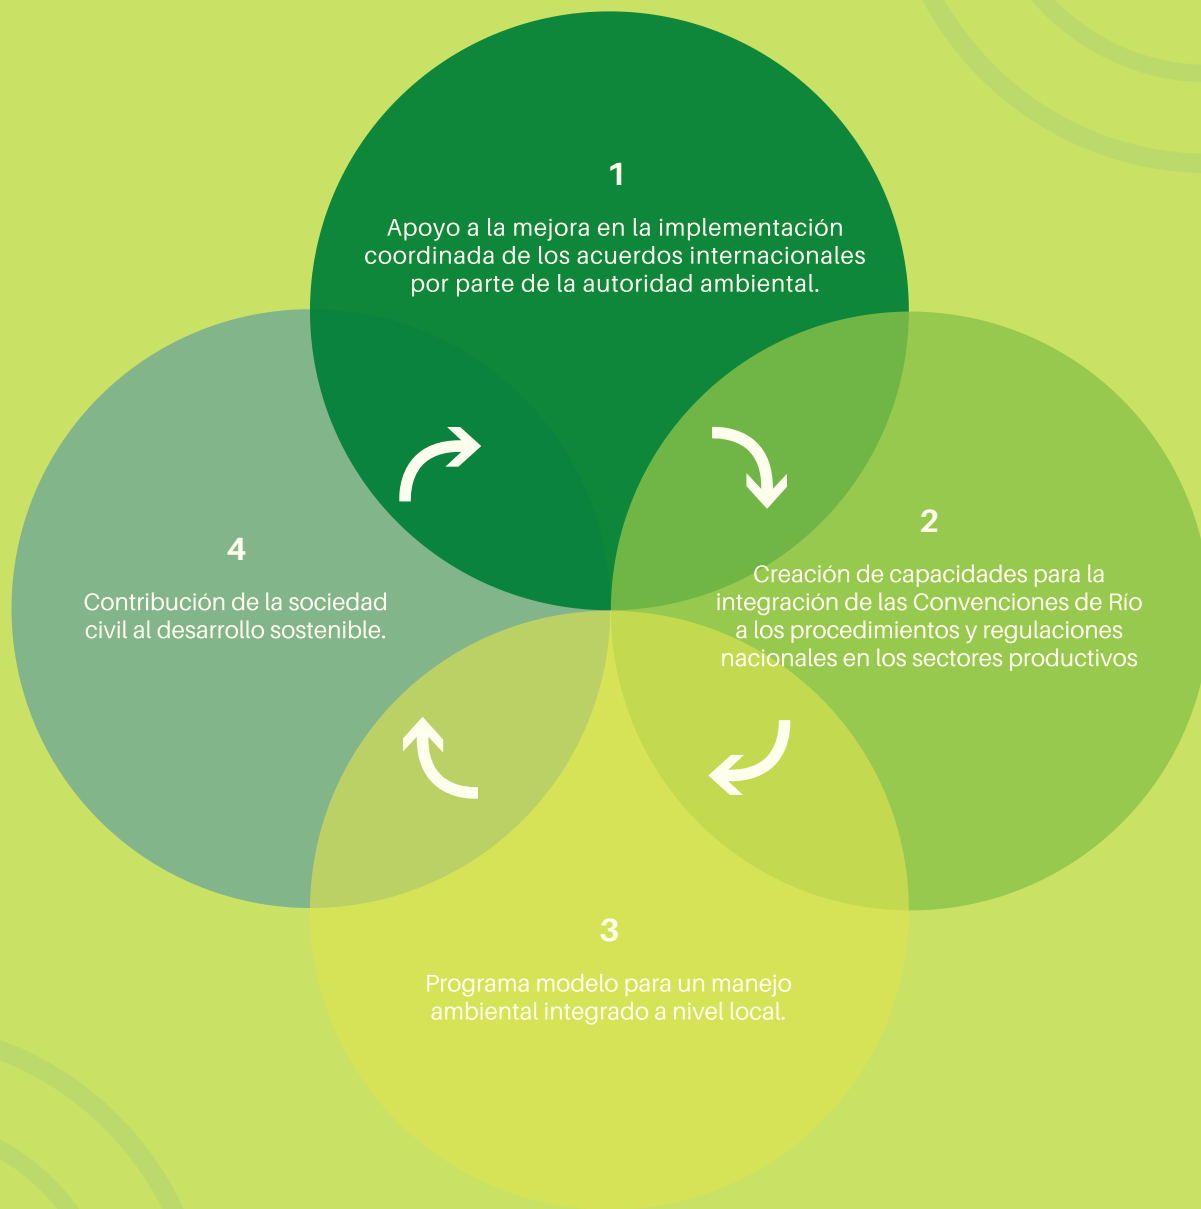 1
Apoyo a la mejora en la implementación
coordinada de los acuerdos internacionales
por parte de la autoridad ambiental.
2
Creación de capacidades para la
integración de las Convenciones de Río
a los procedimientos y regulaciones
nacionales en los sectores productivos
3
Programa modelo para un manejo
ambiental integrado a nivel local.
4
Contribución de la sociedad
civil al desarrollo sostenible.